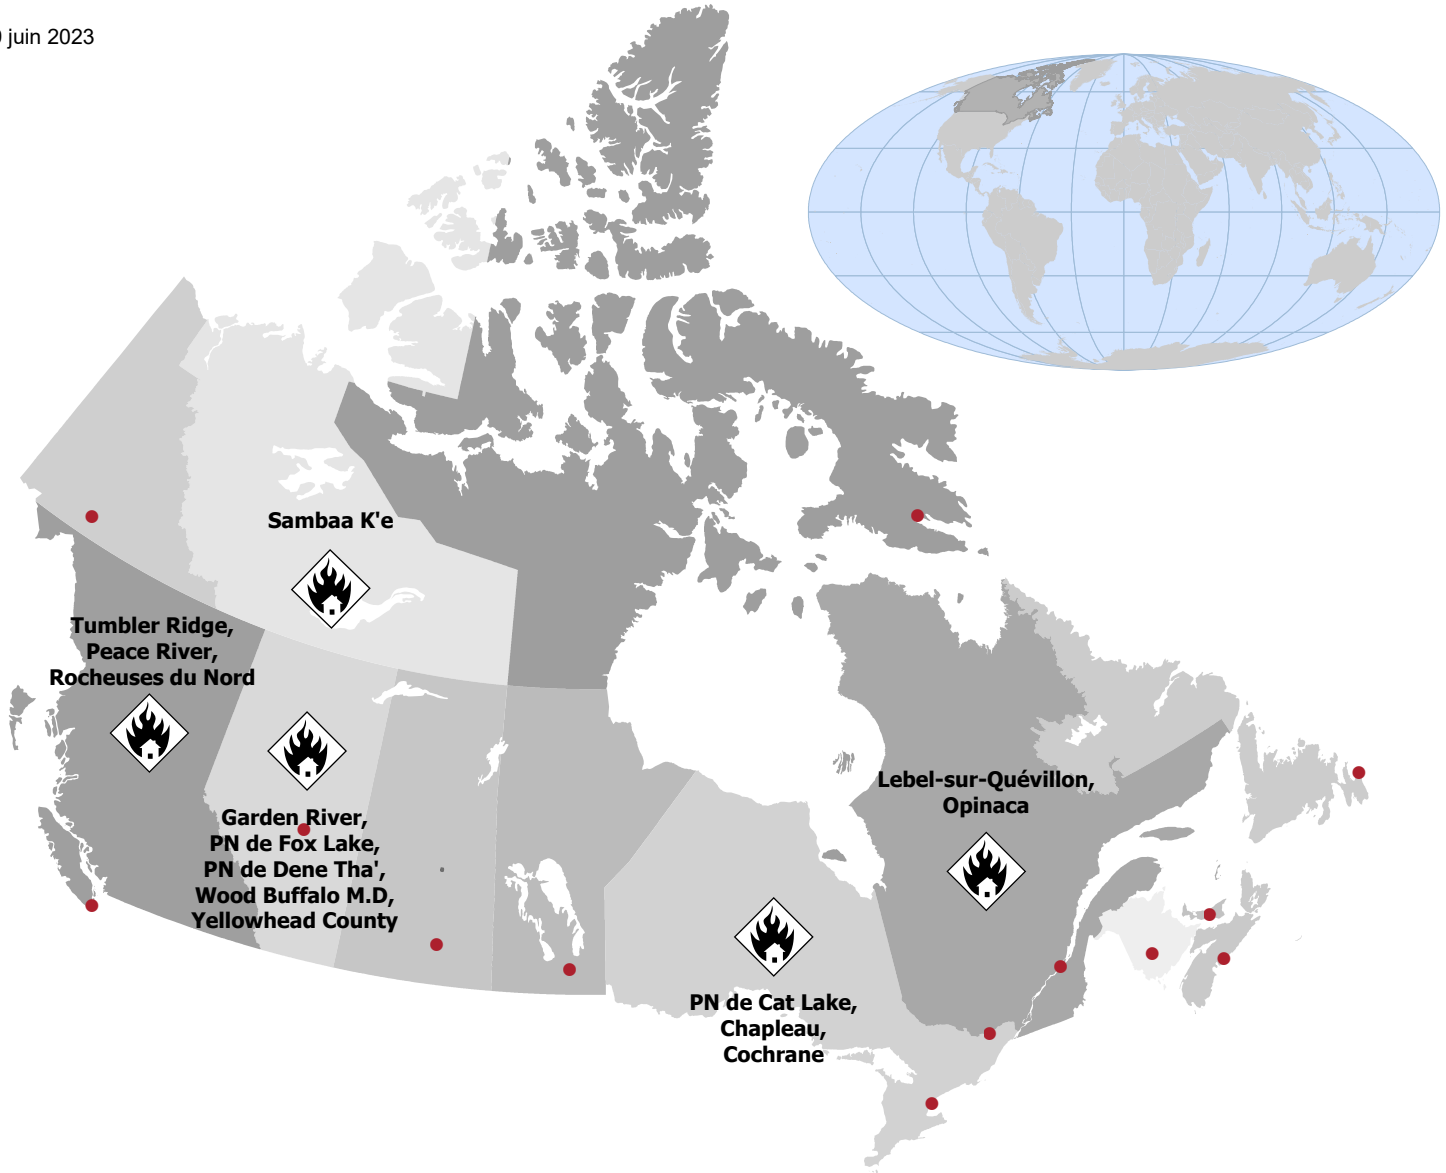 juin 2023
Sambaa K'e
Tumbler Ridge,
Peace River,
Rocheuses du Nord
Garden River,
PN de Fox Lake,
PN de Dene Tha',
Wood Buffalo M.D,
Yellowhead County
Lebel-sur-Quévillon,
Opinaca
PN de Cat Lake,
Chapleau,
Cochrane